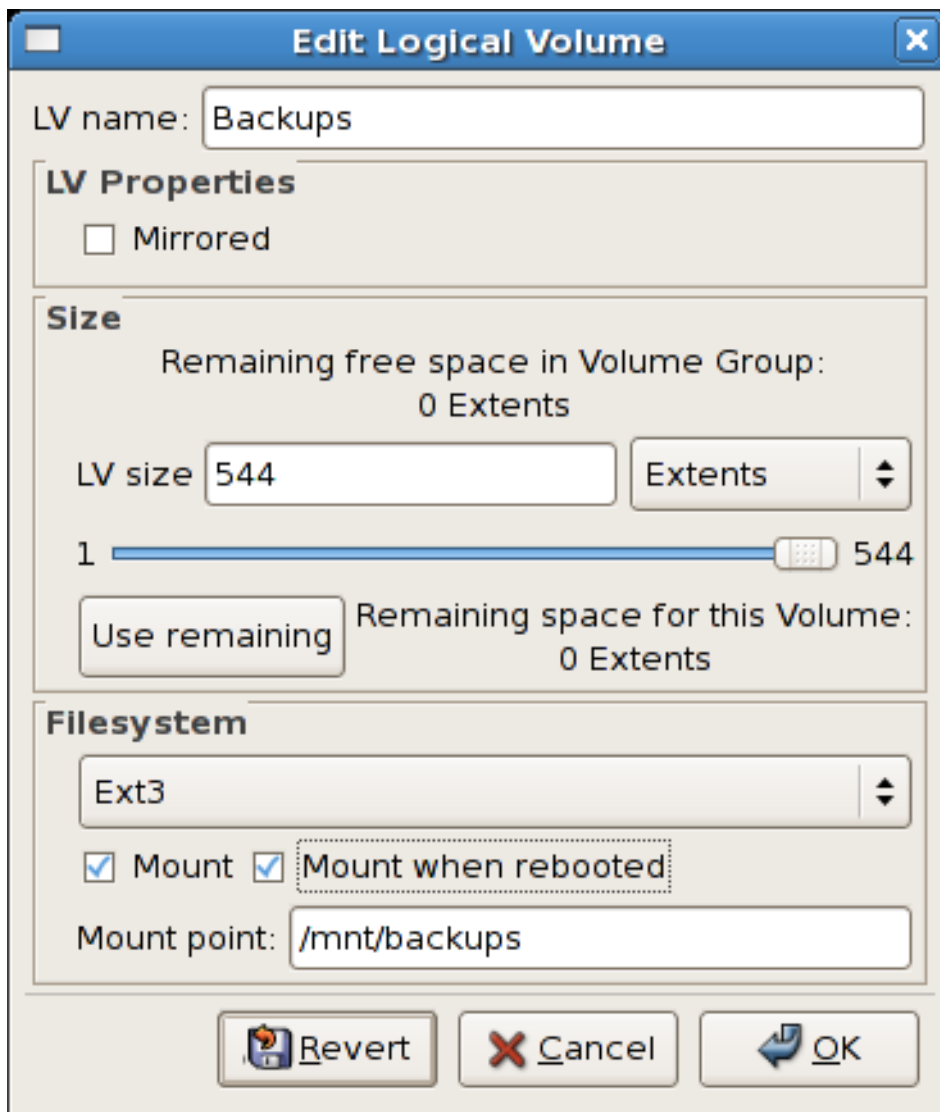 Edit Logical Volume
LV name: Backups
LV Properties
Mirrored
Size
Remaining free space in Volume Group:
0 Extents
LV size 544 Extents
1 544
Use remaining
Remaining space for this Volume:
0 Extents
Filesystem
Ext3
Mount Mount when rebooted
Mount point: /mnt/backups
Revert Cancel OK